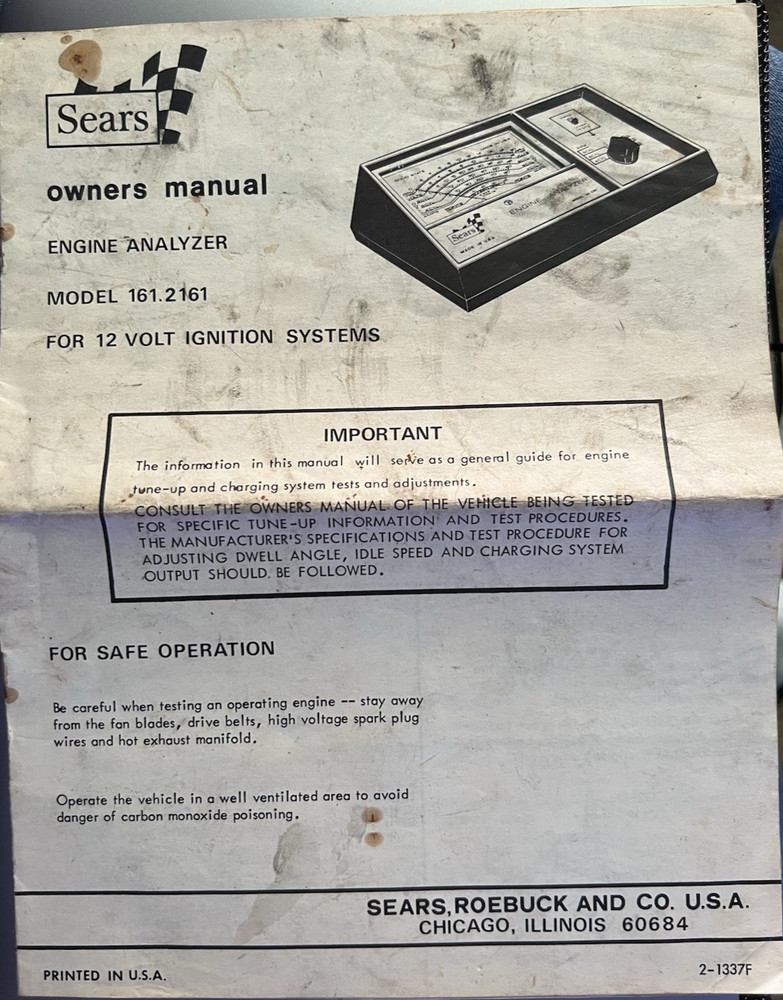 Sears
owners manual
ENGINE ANALYZER
MODEL 161.2161
FOR 12 VOLT IGNITION SYSTEMS
ENGINE ANALYZER
Sears
MADE IN U.S.A.
IMPORTANT
The information in this manual will serve as a general guide for engine
tune-up and charging system tests and adjustments.
CONSULT THE OWNERS MANUAL OF THE VEHICLE BEING TESTED
FOR SPECIFIC TUNE-UP INFORMATION AND TEST PROCEDURES.
THE MANUFACTURER'S SPECIFICATIONS AND TEST PROCEDURE FOR
ADJUSTING DWELL ANGLE, IDLE SPEED AND CHARGING SYSTEM
OUTPUT SHOULD BE FOLLOWED.
FOR SAFE OPERATION
Be careful when testing an operating engine -- stay away
from the fan blades, drive belts, high voltage spark plug
wires and hot exhaust manifold.
Operate the vehicle in a well ventilated area to avoid
danger of carbon monoxide poisoning.
SEARS, ROEBUCK AND CO. U.S.A.
CHICAGO, ILLINOIS 60684
PRINTED IN U.S.A.
2-1337F